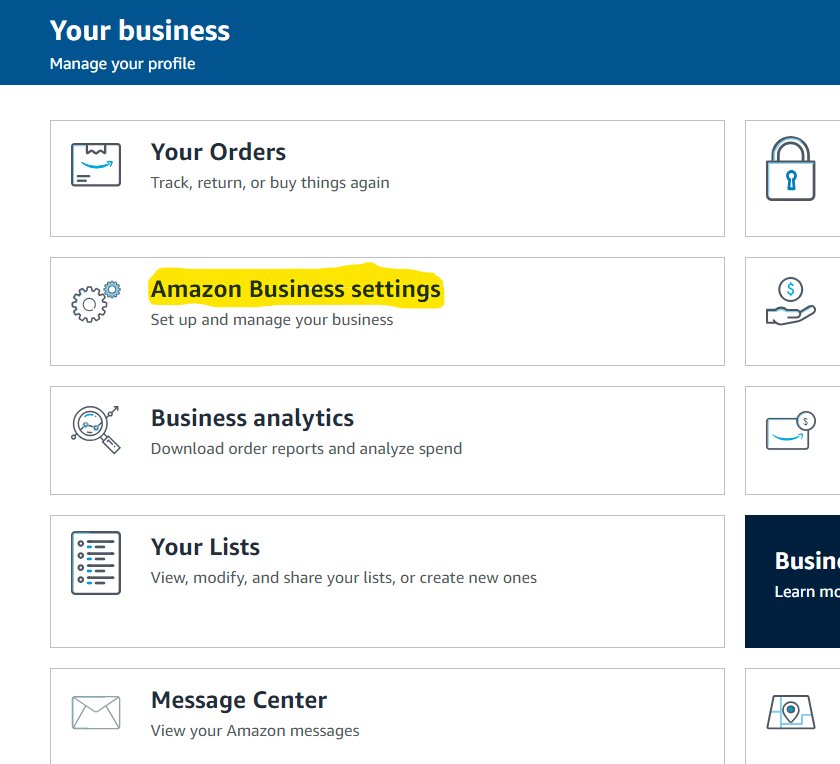 Your business
Manage your profile
Your Orders
Track, return, or buy things again
Amazon Business settings
Set up and manage your business
$
Business analytics
Download order reports and analyze spend
$
Your Lists
View, modify, and share your lists, or create new ones
Learn
Message Center
View your Amazon messages